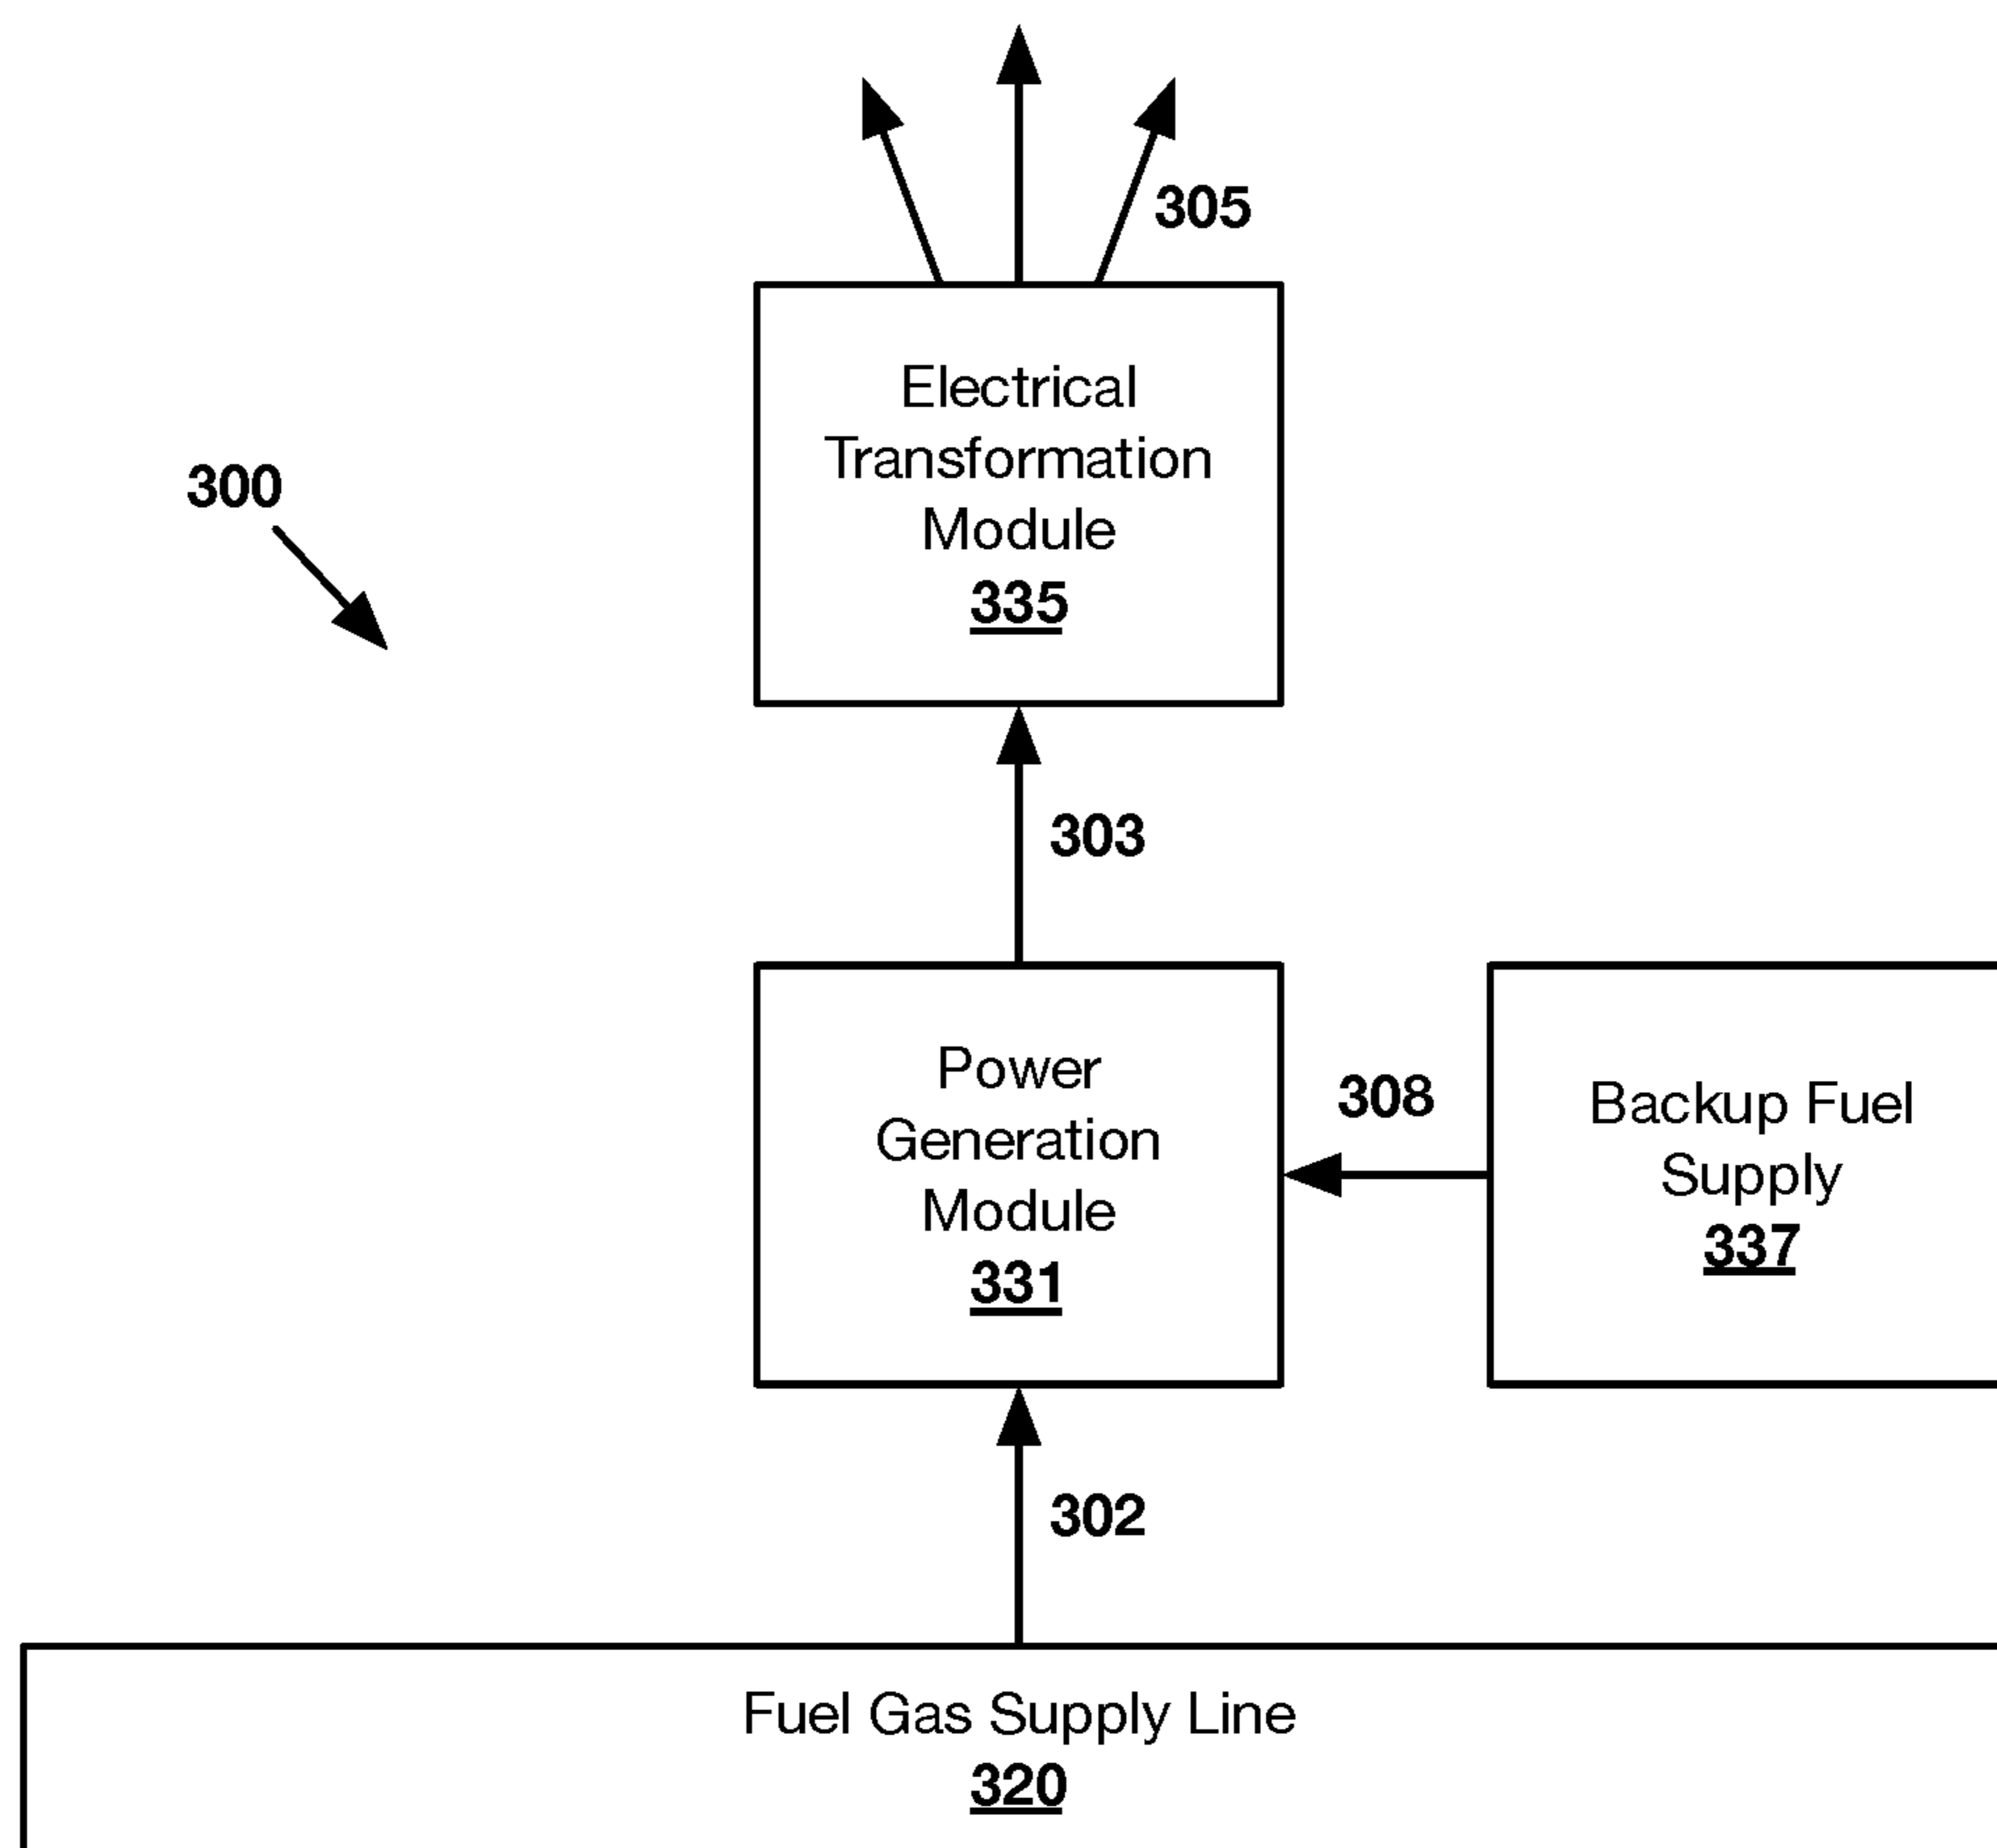 305
Electrical
Transformation
Module
335
300
303
Power
Generation
Module
331
308
Backup Fuel
Supply
337
302
Fuel Gas Supply Line
320